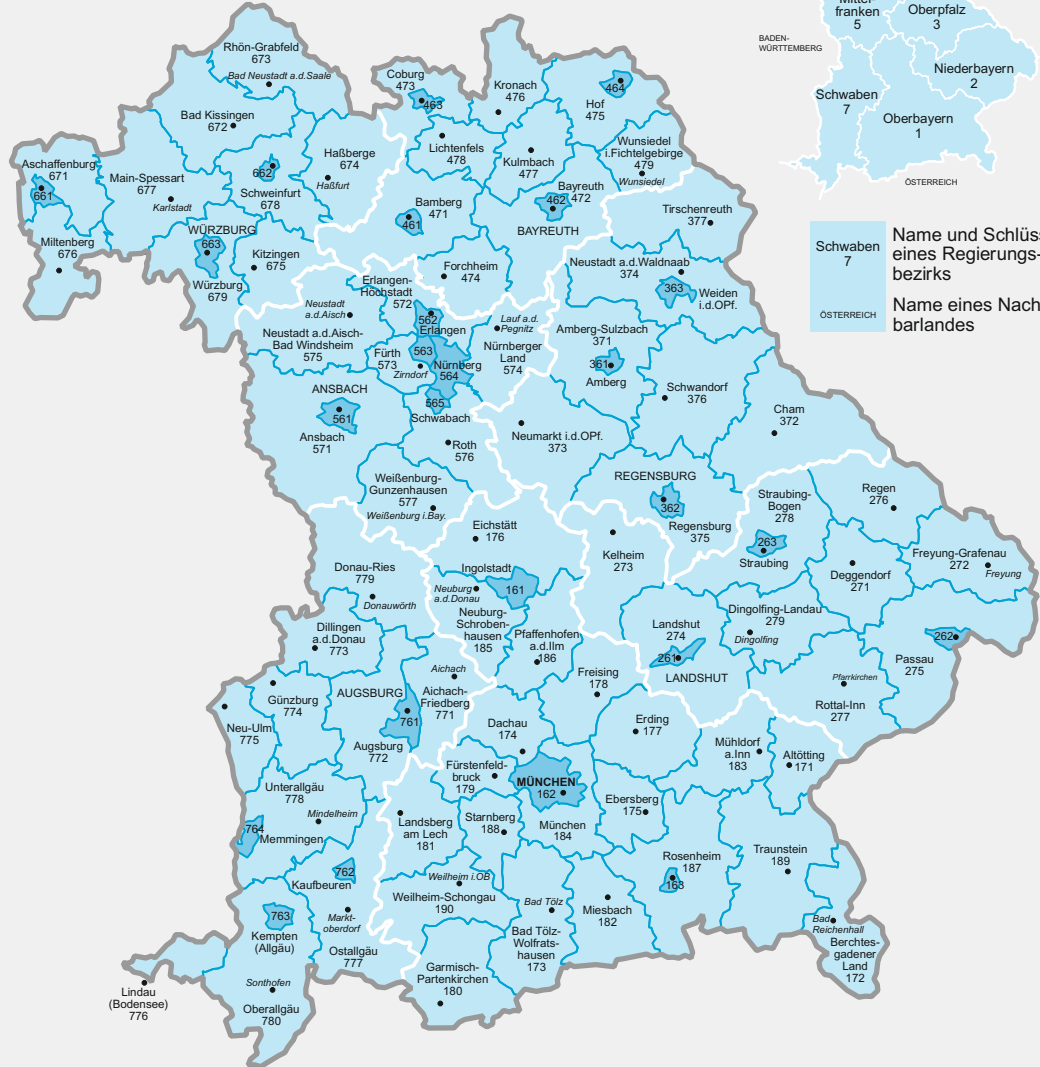 Mittel-
franken
5
Oberpfalz
3
BADEN-
WÜRTTEMBERG
Niederbayern
2
Schwaben
7
Oberbayern
1
ÖSTERREICH
Schwaben
7
Name und Schlüss
eines Regierungs-
bezirks
ÖSTERREICH
Name eines Nach
barlandes
Rhön-Grabfeld
673
Bad Neustadt a.d.Saale
Coburg
473
463
Kronach
476
464
Hof
475
Bad Kissingen
672
Lichtenfels
478
Kulmbach
477
Wunsiedel
i.Fichtelgebirge
479
Wunsiedel
Haßberge
674
Haßfurt
Aschaffenburg
671
661
Main-Spessart
677
Karlstadt
662
Schweinfurt
678
Bayreuth
472
462
BAYREUTH
Bamberg
471
461
Tirschenreuth
377
Miltenberg
676
WÜRZBURG
663
Würzburg
679
Kitzingen
675
Forchheim
474
Neustadt a.d.Waldnaab
374
363
Weiden
i.d.OPf.
Erlangen-
Höchstadt
572
562
Erlangen
Neustadt
a.d.Aisch
Neustadt a.d.Aisch-
Bad Windsheim
575
Lauf a.d.
Pegnitz
Nürnberger
Land
574
Fürth
573
563
Zirndorf
Nürnberg
564
Amberg-Sulzbach
371
361
Amberg
Schwandorf
376
ANSBACH
561
Ansbach
571
565
Schwabach
Roth
576
Cham
372
Neumarkt i.d.OPf.
373
Weißenburg-
Gunzenhausen
577
Weißenburg i.Bay.
REGENSBURG
362
Regensburg
375
Straubing-
Bogen
278
263
Straubing
Regen
276
Eichstätt
176
Kelheim
273
Freyung-Grafenau
272
Freyung
Deggendorf
271
Donau-Ries
779
Donauwörth
Ingolstadt
161
Neuburg
a.d.Donau
Neuburg-
Schroben-
hausen
185
Pfaffenhofen
a.d.Ilm
186
Landshut
274
261
LANDSHUT
Dingolfing-Landau
279
Dingolfing
262
Passau
275
Dillingen
a.d.Donau
773
Aichach
Aichach-
Friedberg
771
Freising
178
Pfarrkirchen
Rottal-Inn
277
Günzburg
774
AUGSBURG
761
Augsburg
772
Neu-Ulm
775
Dachau
174
Erding
177
Mühldorf
a.Inn
183
Altötting
171
Fürstenfeld-
bruck
179
MÜNCHEN
162
München
184
Ebersberg
175
Unterallgäu
778
Mindelheim
764
Memmingen
Landsberg
am Lech
181
Starnberg
188
Traunstein
189
Rosenheim
187
163
762
Kaufbeuren
Weilheim i.OB
Weilheim-Schongau
190
Bad Tölz
Bad Tölz-
Wolfrats-
hausen
173
Miesbach
182
763
Kempten
(Allgäu)
Markt-
oberdorf
Ostallgäu
777
Bad
Reichenhall
Berchtes-
gadener
Land
172
Garmisch-
Partenkirchen
180
Lindau
(Bodensee)
776
Sonthofen
Oberallgäu
780